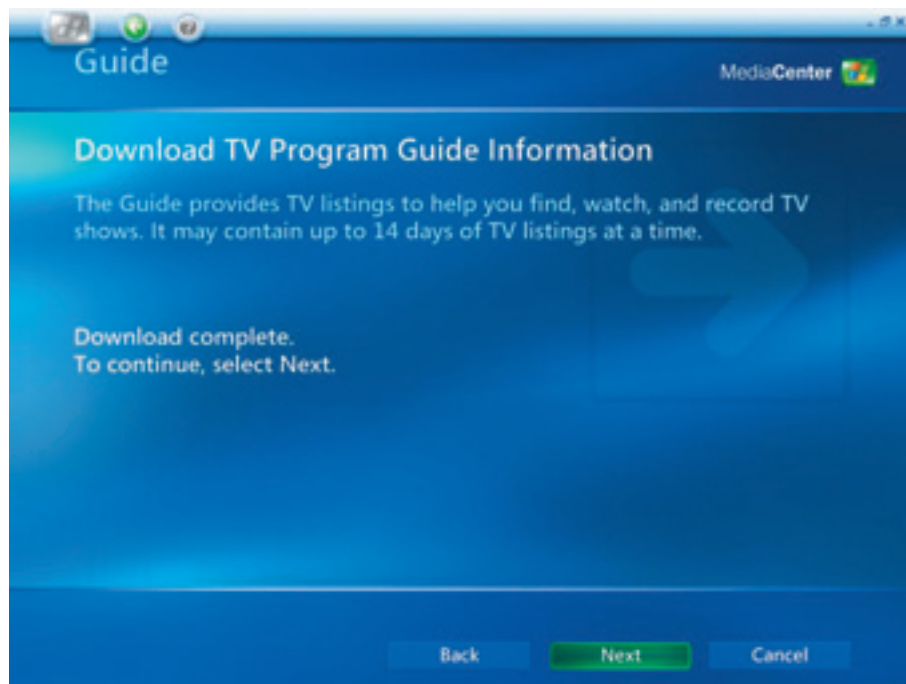 Guide
MediaCenter
Download TV Program Guide Information
The Guide provides TV listings to help you find, watch, and record TV
shows. It may contain up to 14 days of TV listings at a time.
Download complete.
To continue, select Next.
Back Next Cancel